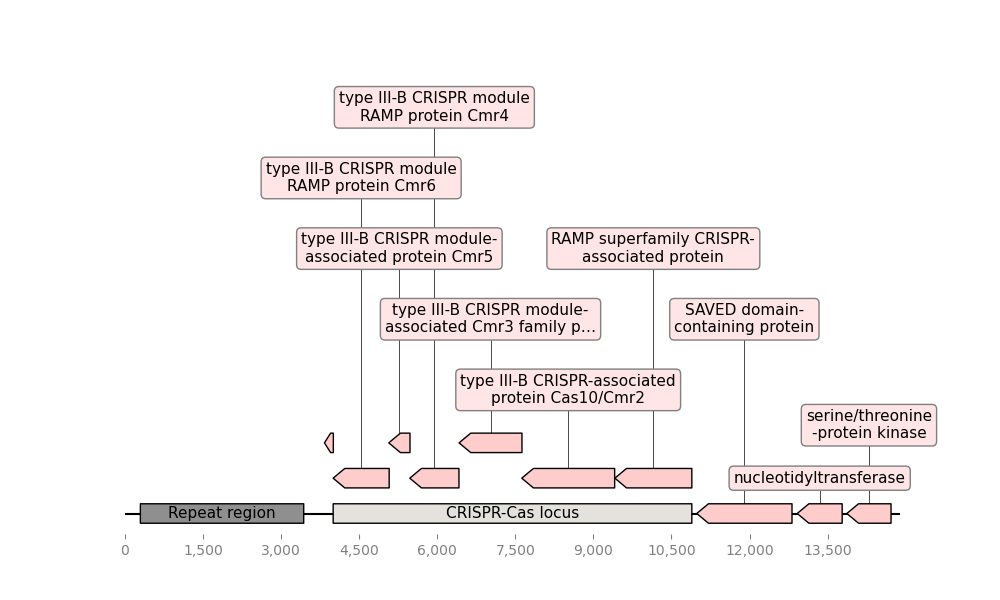 type III-B CRISPR module
RAMP protein Cmr4
type III-B CRISPR module
RAMP protein Cmr6
type III-B CRISPR module-
associated protein Cmr5
RAMP superfamily CRISPR-
associated protein
type III-B CRISPR module-
associated Cmr3 family p…
SAVED domain-
containing protein
type III-B CRISPR-associated
protein Cas10/Cmr2
serine/threonine
-protein kinase
nucleotidyltransferase
Repeat region
CRISPR-Cas locus
0 1,500 3,000 4,500 6,000 7,500 9,000 10,500 12,000 13,500